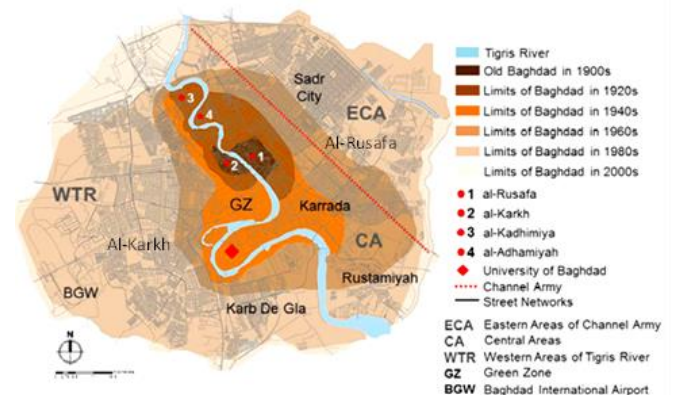 Sadr
City
ECA
Al-Rusafa
3
4
1
2
WTR
GZ
Karrada
Al-Karkh
CA
Rustamiyah
BGW
Karb De Gla
N
Tigris River
Old Baghdad in 1900s
Limits of Baghdad in 1920s
Limits of Baghdad in 1940s
Limits of Baghdad in 1960s
Limits of Baghdad in 1980s
Limits of Baghdad in 2000s
1 al-Rusafa
2 al-Karkh
3 al-Kadhimiya
4 al-Adhamiyah
University of Baghdad
Channel Army
Street Networks
ECA Eastern Areas of Channel Army
CA Central Areas
WTR Western Areas of Tigris River
GZ Green Zone
BGW Baghdad International Airport